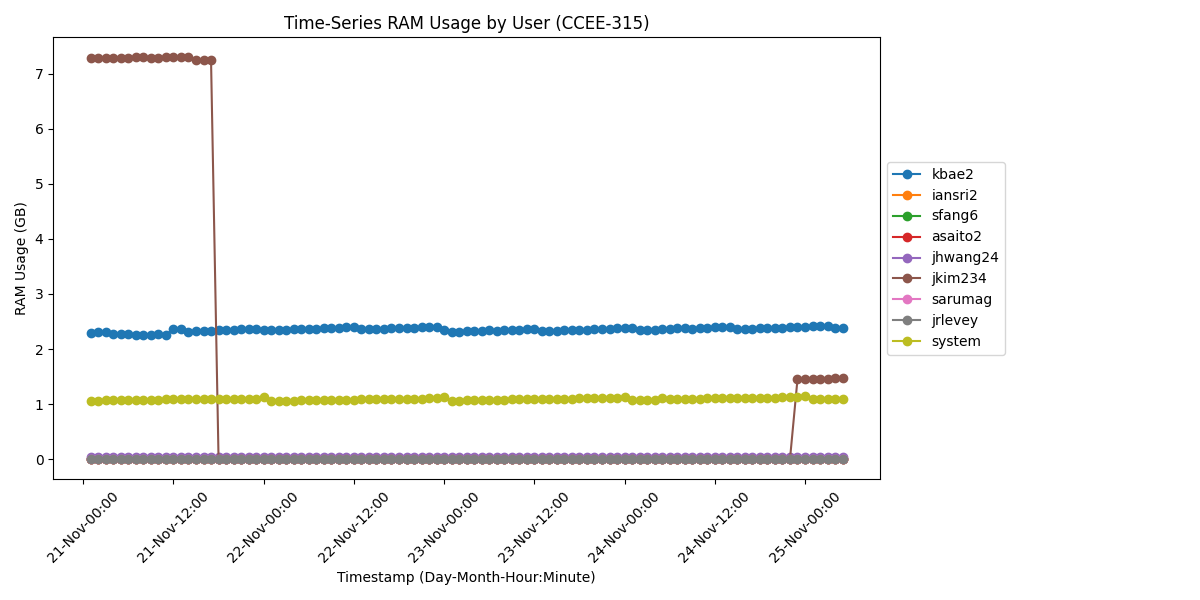 Time-Series RAM Usage by User (CCEE-315)
RAM Usage (GB)
7
6
5
4
3
2
1
0
21-Nov-00:00
21-Nov-12:00
22-Nov-00:00
22-Nov-12:00
23-Nov-00:00
23-Nov-12:00
24-Nov-00:00
24-Nov-12:00
25-Nov-00:00
Timestamp (Day-Month-Hour:Minute)
kbae2
iansri2
sfang6
asaito2
jhwang24
jkim234
sarumag
jrlevey
system